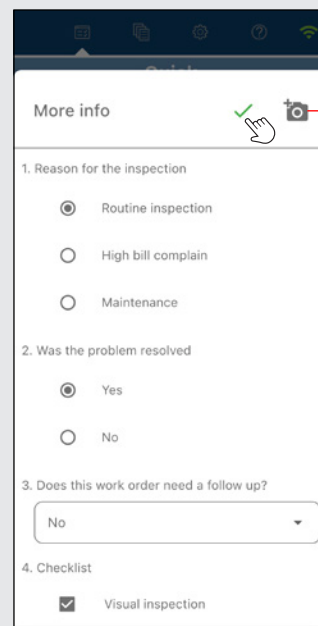 More info
1. Reason for the inspection
Routine inspection
High bill complain
Maintenance
2. Was the problem resolved
Yes
No
3. Does this work order need a follow up?
No
4. Checklist
Visual inspection